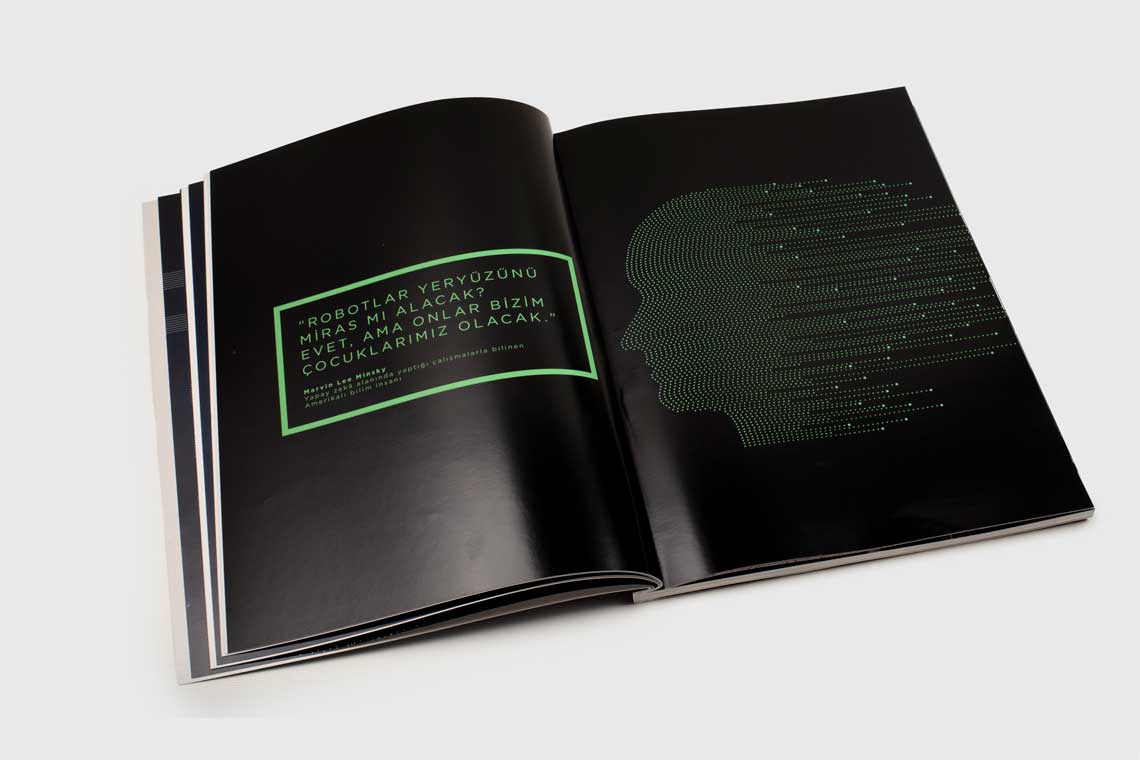 "ROBOTLAR YERYÜZÜNÜ
MİRAS MI ALACAK?
EVET, AMA ONLAR BİZİM
ÇOCUKLARIMIZ OLACAK."
Marvin Lee Minsky
Yapay zekâ alanında yaptığı çalışmalarla bilinen
Amerikalı bilim insanı